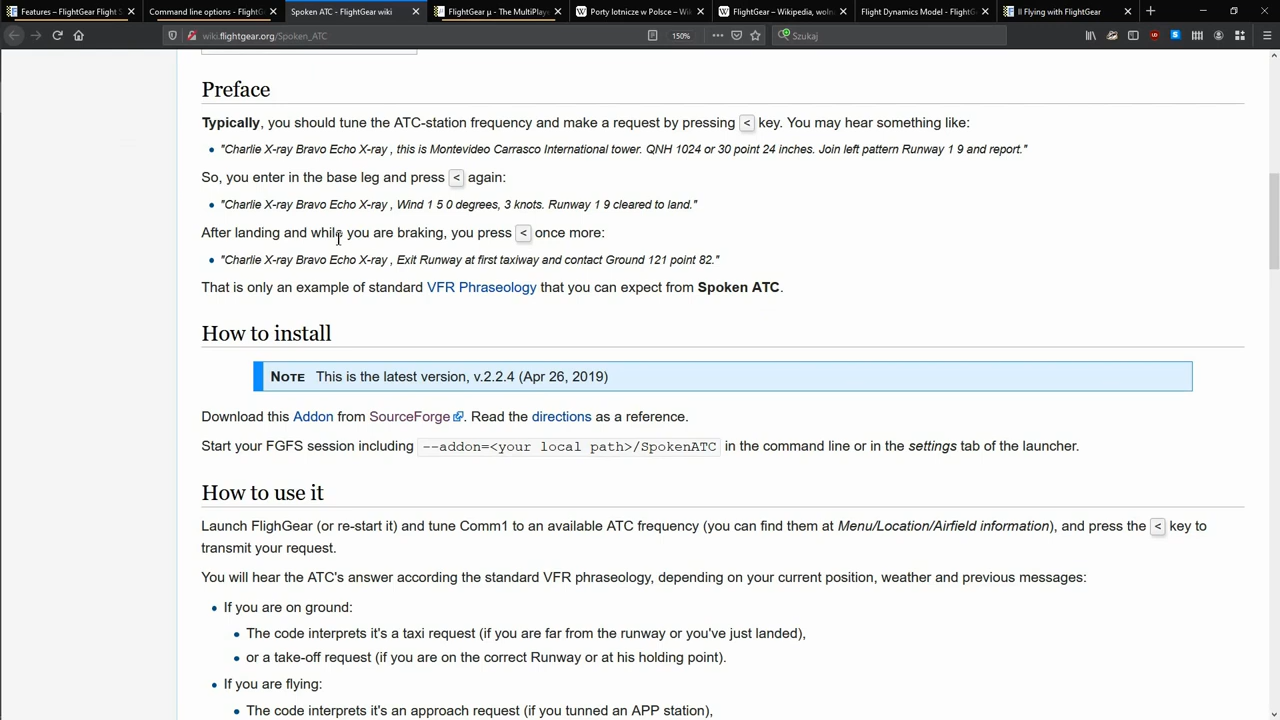 Features – FlightGear Flight S
Command line options - FlightG
Spoken ATC - FlightGear wiki
FlightGear μ - The MultiPlaye
Porty lotnicze w Polsce – Wiki
FlightGear – Wikipedia, wolna
Flight Dynamics Model - FlightG
II Flying with FlightGear
wiki.flightgear.org/Spoken_ATC
150%
Szukaj
Preface
Typically, you should tune the ATC-station frequency and make a request by pressing < key. You may hear something like:
"Charlie X-ray Bravo Echo X-ray , this is Montevideo Carrasco International tower. QNH 1024 or 30 point 24 inches. Join left pattern Runway 1 9 and report."
So, you enter in the base leg and press < again:
"Charlie X-ray Bravo Echo X-ray , Wind 1 5 0 degrees, 3 knots. Runway 1 9 cleared to land."
After landing and while you are braking, you press < once more:
"Charlie X-ray Bravo Echo X-ray , Exit Runway at first taxiway and contact Ground 121 point 82."
That is only an example of standard VFR Phraseology that you can expect from Spoken ATC.
How to install
NOTE This is the latest version, v.2.2.4 (Apr 26, 2019)
Download this Addon from SourceForge. Read the directions as a reference.
Start your FGFS session including --addon=<your local path>/SpokenATC in the command line or in the settings tab of the launcher.
How to use it
Launch FlighGear (or re-start it) and tune Comm1 to an available ATC frequency (you can find them at Menu/Location/Airfield information), and press the < key to
transmit your request.
You will hear the ATC's answer according the standard VFR phraseology, depending on your current position, weather and previous messages:
If you are on ground:
The code interprets it's a taxi request (if you are far from the runway or you've just landed),
or a take-off request (if you are on the correct Runway or at his holding point).
If you are flying:
The code interprets it's an approach request (if you tunned an APP station),